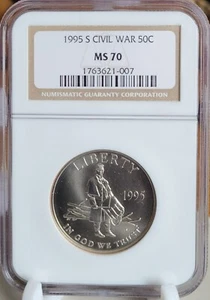 1995 S CIVIL WAR 50C
MS 70
1763621-007
NUMISMATIC GUARANTY CORPORATION
LIBERTY
1995
IN GOD WE TRUST